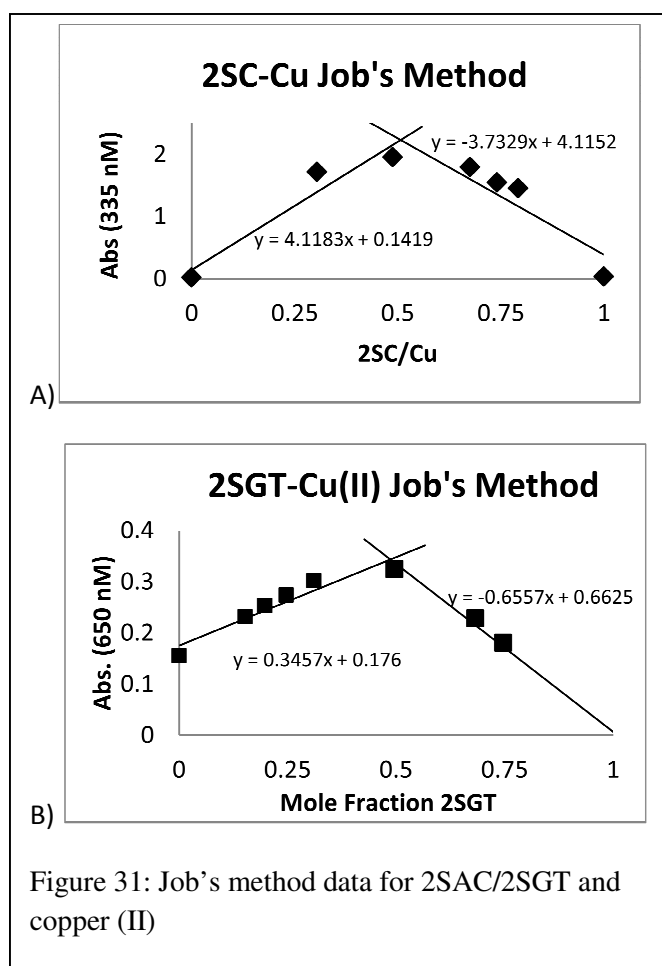 2SC-Cu Job's Method
y = -3.7329x + 4.1152
y = 4.1183x + 0.1419
Abs (335 nM)
2
1
0
0 0.25 0.5 0.75 1
2SC/Cu
A)
2SGT-Cu(II) Job's Method
0.4
0.3
0.2
0.1
0
Abs. (650 nM)
y = -0.6557x + 0.6625
y = 0.3457x + 0.176
0 0.25 0.5 0.75 1
Mole Fraction 2SGT
B)
Figure 31: Job's method data for 2SAC/2SGT and
copper (II)